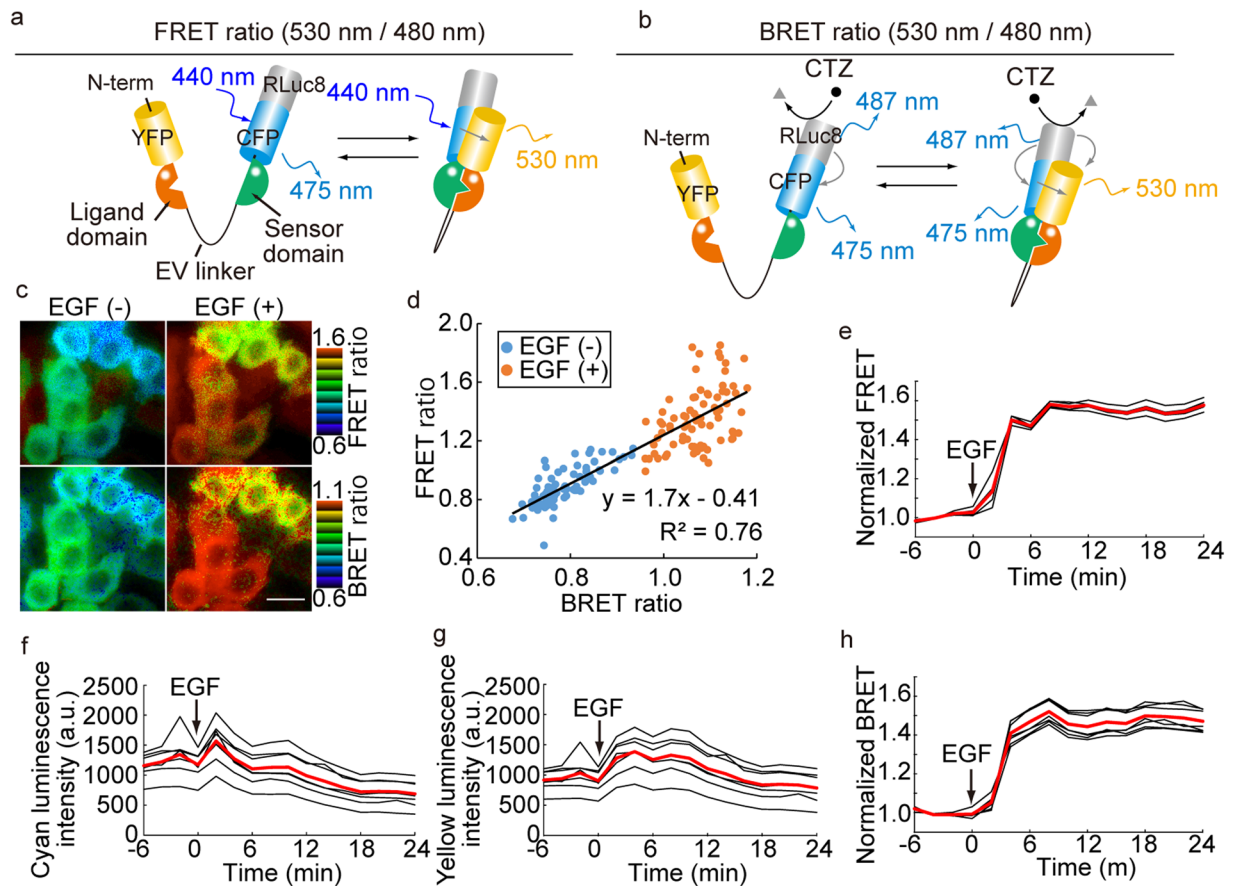 a
FRET ratio (530 nm / 480 nm)
N-term
440 nm
RLuc8
YFP
CFP
475 nm
Ligand
domain
Sensor
domain
EV linker
440 nm
530 nm
b
BRET ratio (530 nm / 480 nm)
CTZ
487 nm
N-term
RLuc8
YFP
CFP
475 nm
CTZ
487 nm
530 nm
475 nm
c
EGF (-)
EGF (+)
1.6
FRET ratio
0.6
1.1
BRET ratio
0.6
d
FRET ratio
2.0
1.6
1.2
0.8
0.4
EGF (-)
EGF (+)
y = 1.7x - 0.41
R² = 0.76
0.6
0.8
1.0
1.2
BRET ratio
e
Normalized FRET
1.6
1.4
1.2
1.0
EGF
-6
0
6
12
18
24
Time (min)
f
Cyan luminescence
intensity (a.u.)
2500
2000
1500
1000
500
0
EGF
-6
0
6
12
18
24
Time (min)
g
Yellow luminescence
intensity (a.u.)
2500
2000
1500
1000
500
0
EGF
-6
0
6
12
18
24
Time (min)
h
Normalized BRET
1.6
1.4
1.2
1.0
EGF
-6
0
6
12
18
24
Time (m)